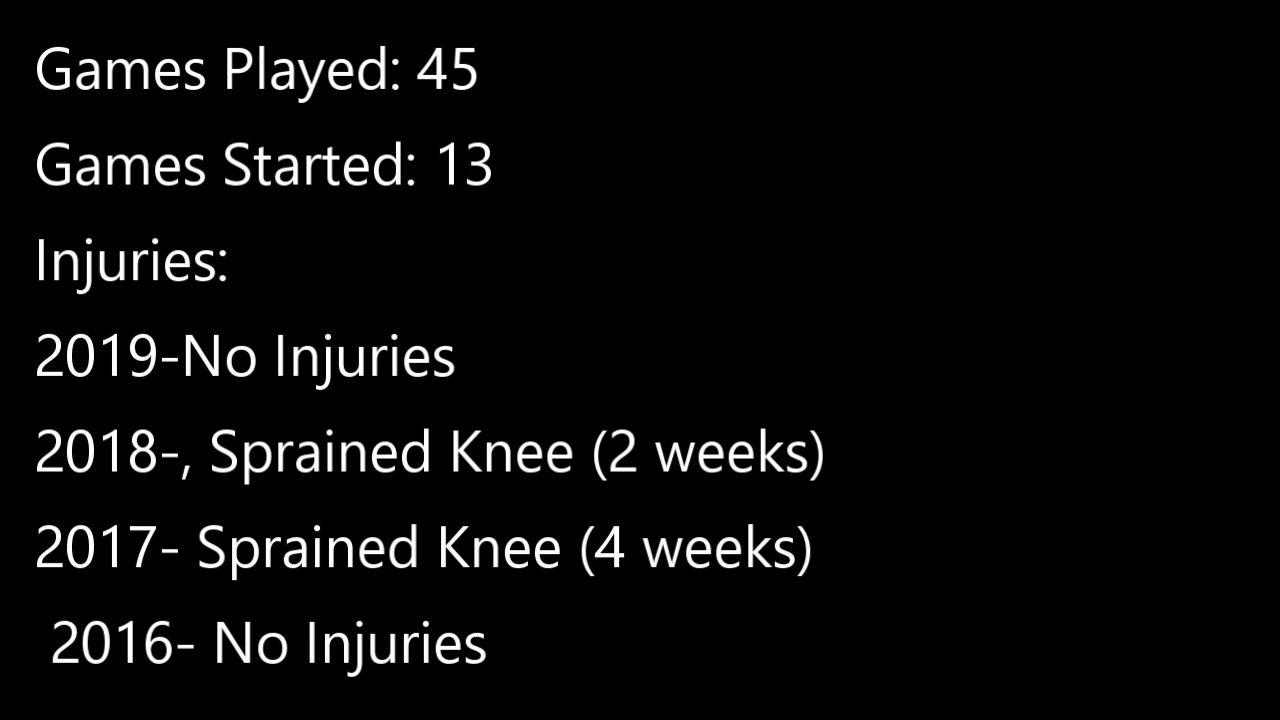 Games Played: 45
Games Started: 13
Injuries:
2019-No Injuries
2018-, Sprained Knee (2 weeks)
2017- Sprained Knee (4 weeks)
2016- No Injuries